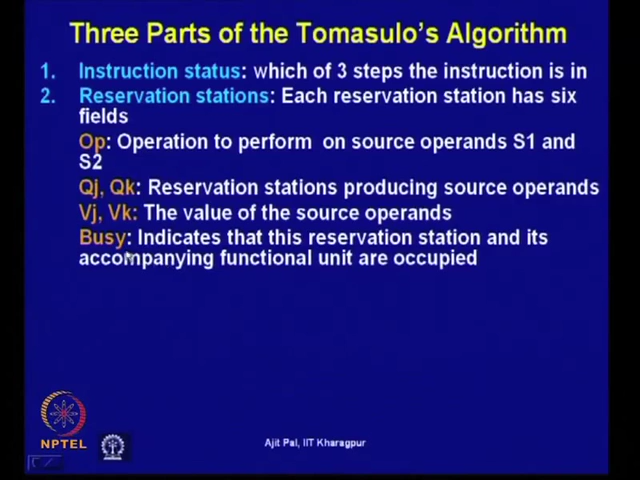 Three Parts of the Tomasulo's Algorithm
1. Instruction status: which of 3 steps the instruction is in
2. Reservation stations: Each reservation station has six
fields
Op: Operation to perform on source operands S1 and
S2
Qj, Qk: Reservation stations producing source operands
Vj, Vk: The value of the source operands
Busy: Indicates that this reservation station and its
accompanying functional unit are occupied
NPTEL
Ajit Pal, IIT Kharagpur